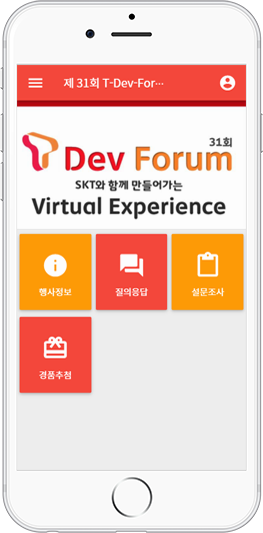 제 31회 T-Dev-For...
31회
T Dev Forum
SKT와 함께 만들어가는
Virtual Experience
행사정보
질의응답
설문조사
경품추첨